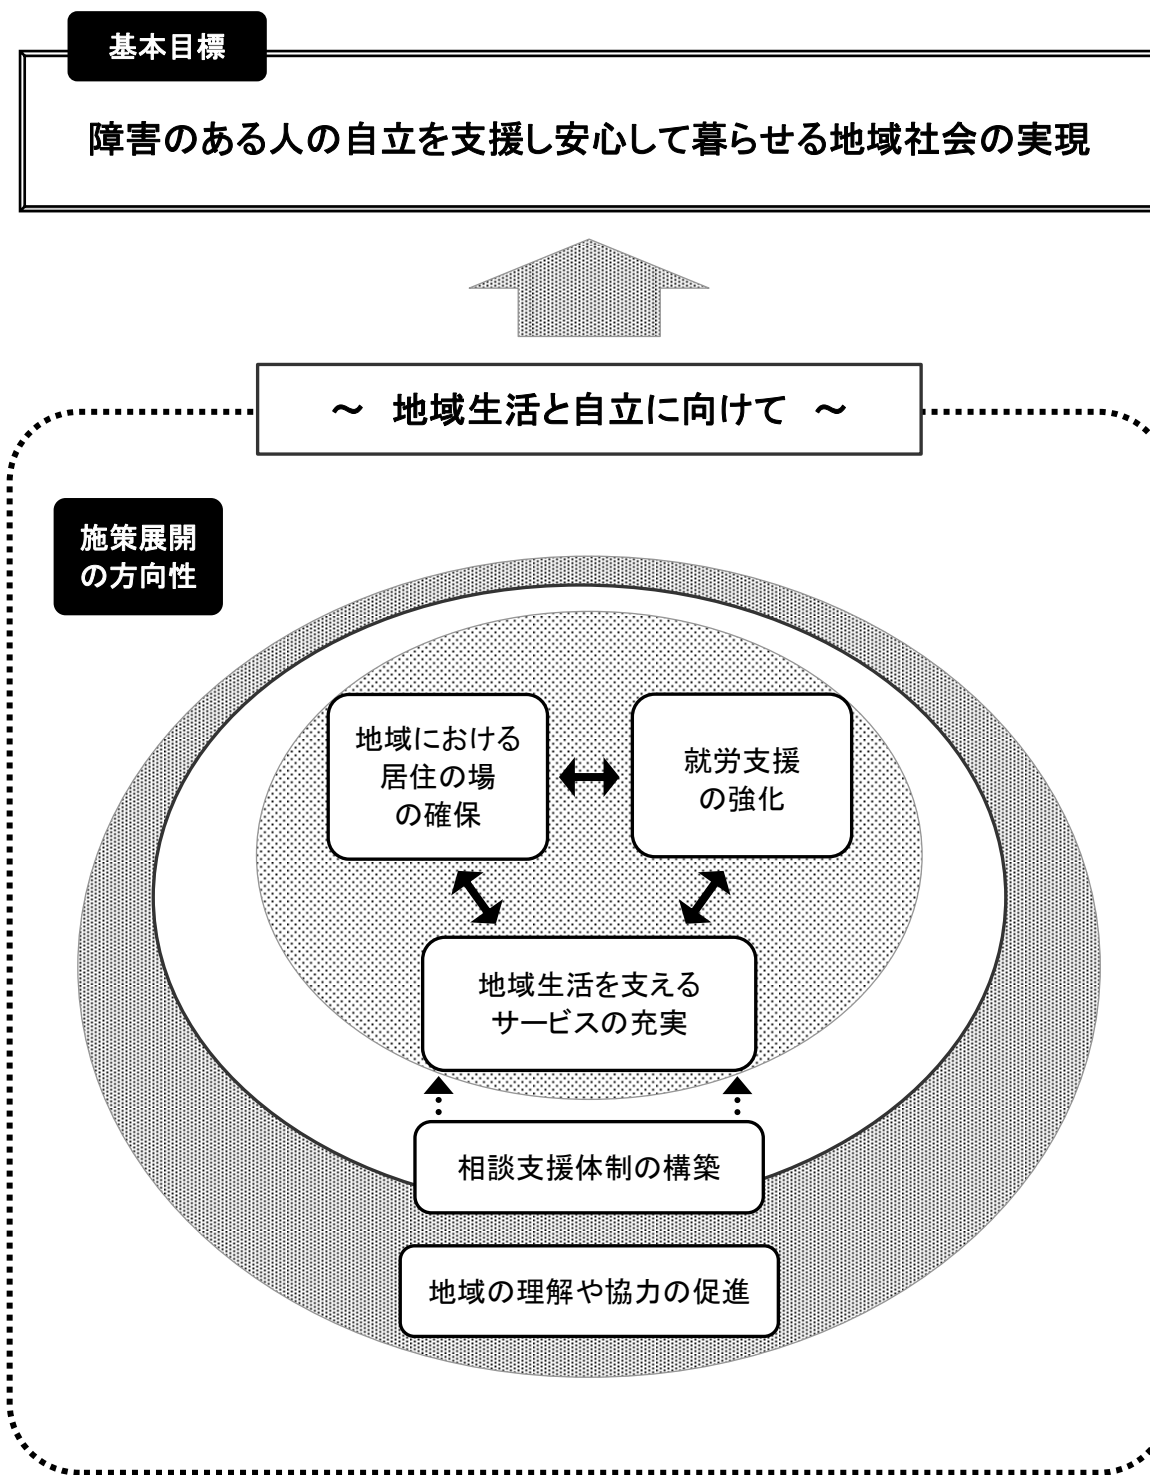 基本目標
障害のある人の自立を支援し安心して暮らせる地域社会の実現
～ 地域生活と自立に向けて ～
施策展開
の方向性
地域における
居住の場
の確保
就労支援
の強化
地域生活を支える
サービスの充実
相談支援体制の構築
地域の理解や協力の促進